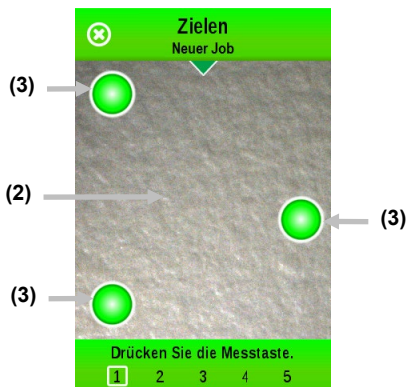 Zielen
Neuer Job
(3)
(2)
(3)
(3)
Drücken Sie die Messtaste.
1 2 3 4 5